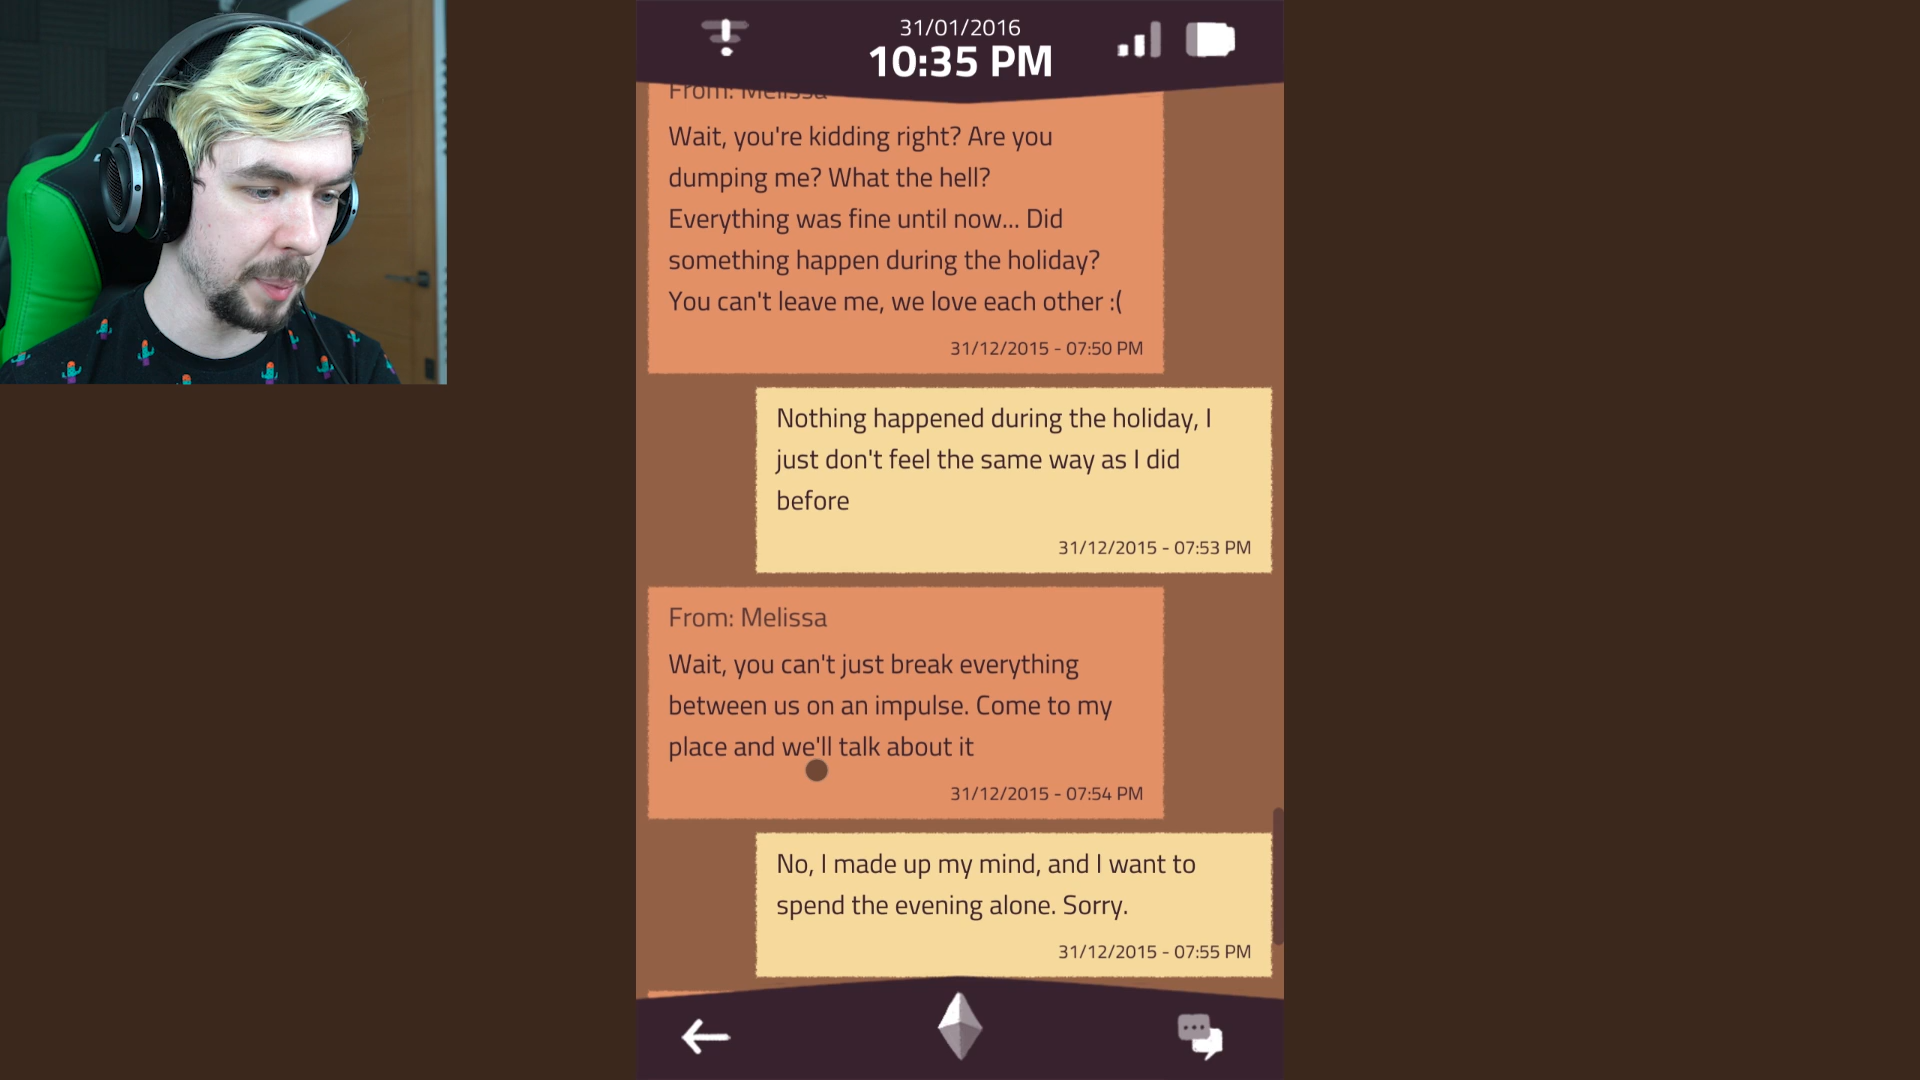 31/01/2016
10:35 PM
From: Melissa
Wait, you're kidding right? Are you
dumping me? What the hell?
Everything was fine until now... Did
something happen during the holiday?
You can't leave me, we love each other :(
31/12/2015 - 07:50 PM
Nothing happened during the holiday, I
just don't feel the same way as I did
before
31/12/2015 - 07:53 PM
From: Melissa
Wait, you can't just break everything
between us on an impulse. Come to my
place and we'll talk about it
31/12/2015 - 07:54 PM
No, I made up my mind, and I want to
spend the evening alone. Sorry.
31/12/2015 - 07:55 PM